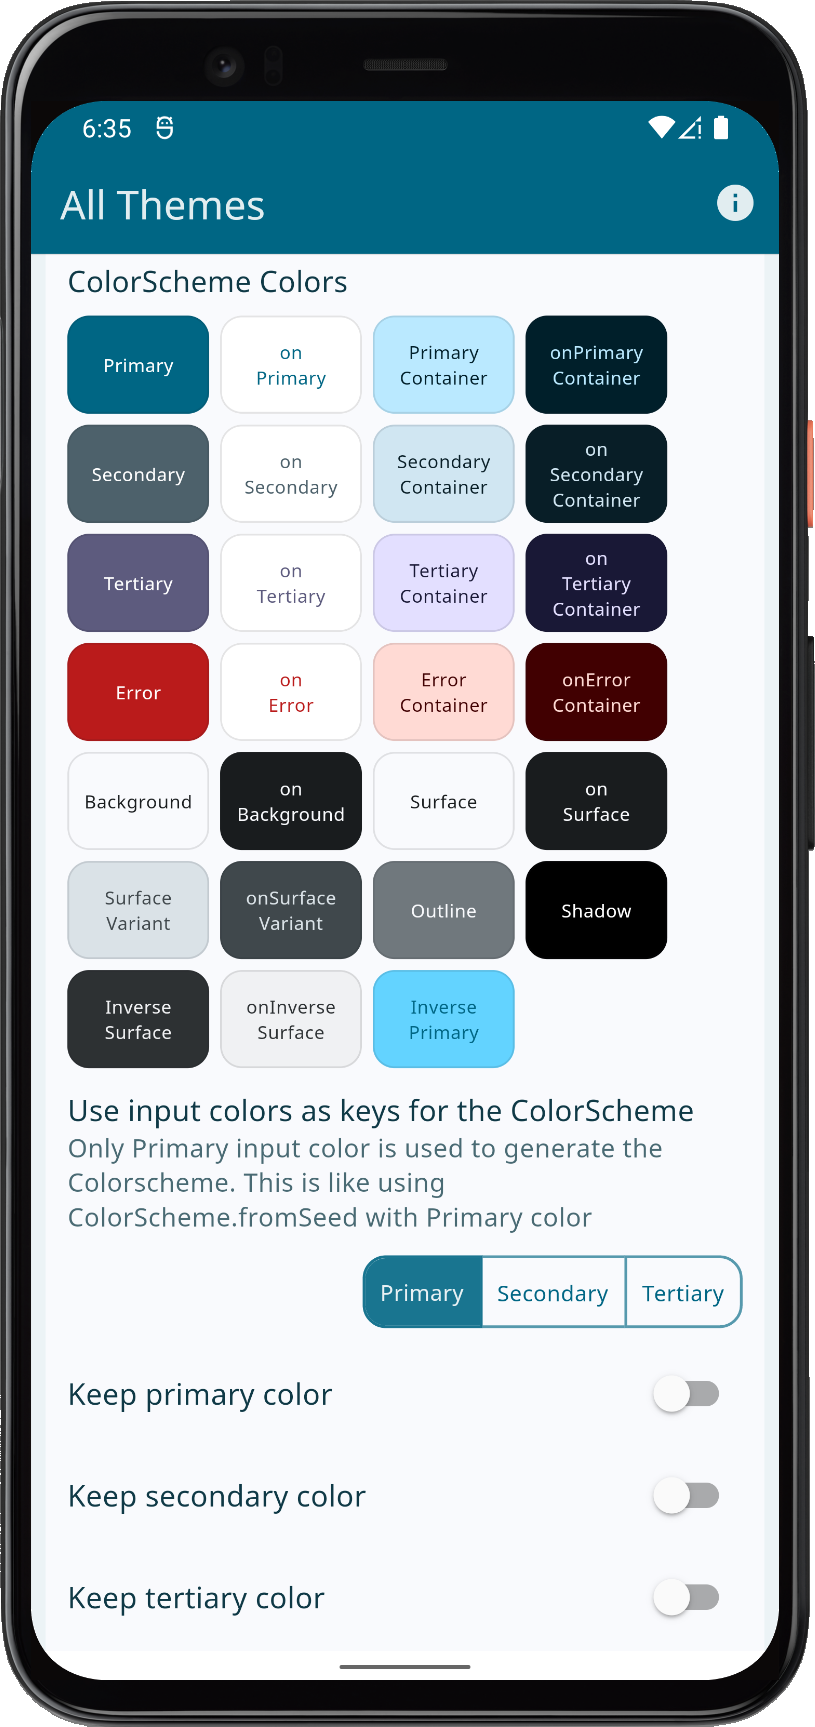 6:35
All Themes
i
ColorScheme Colors
Primary
on
Primary
Primary
Container
onPrimary
Container
Secondary
on
Secondary
Secondary
Container
on
Secondary
Container
Tertiary
on
Tertiary
Tertiary
Container
on
Tertiary
Container
Error
on
Error
Error
Container
onError
Container
Background
on
Background
Surface
on
Surface
Surface
Variant
onSurface
Variant
Outline
Shadow
Inverse
Surface
onInverse
Surface
Inverse
Primary
Use input colors as keys for the ColorScheme
Only Primary input color is used to generate the
Colorscheme. This is like using
ColorScheme.fromSeed with Primary color
Primary
Secondary
Tertiary
Keep primary color
Keep secondary color
Keep tertiary color